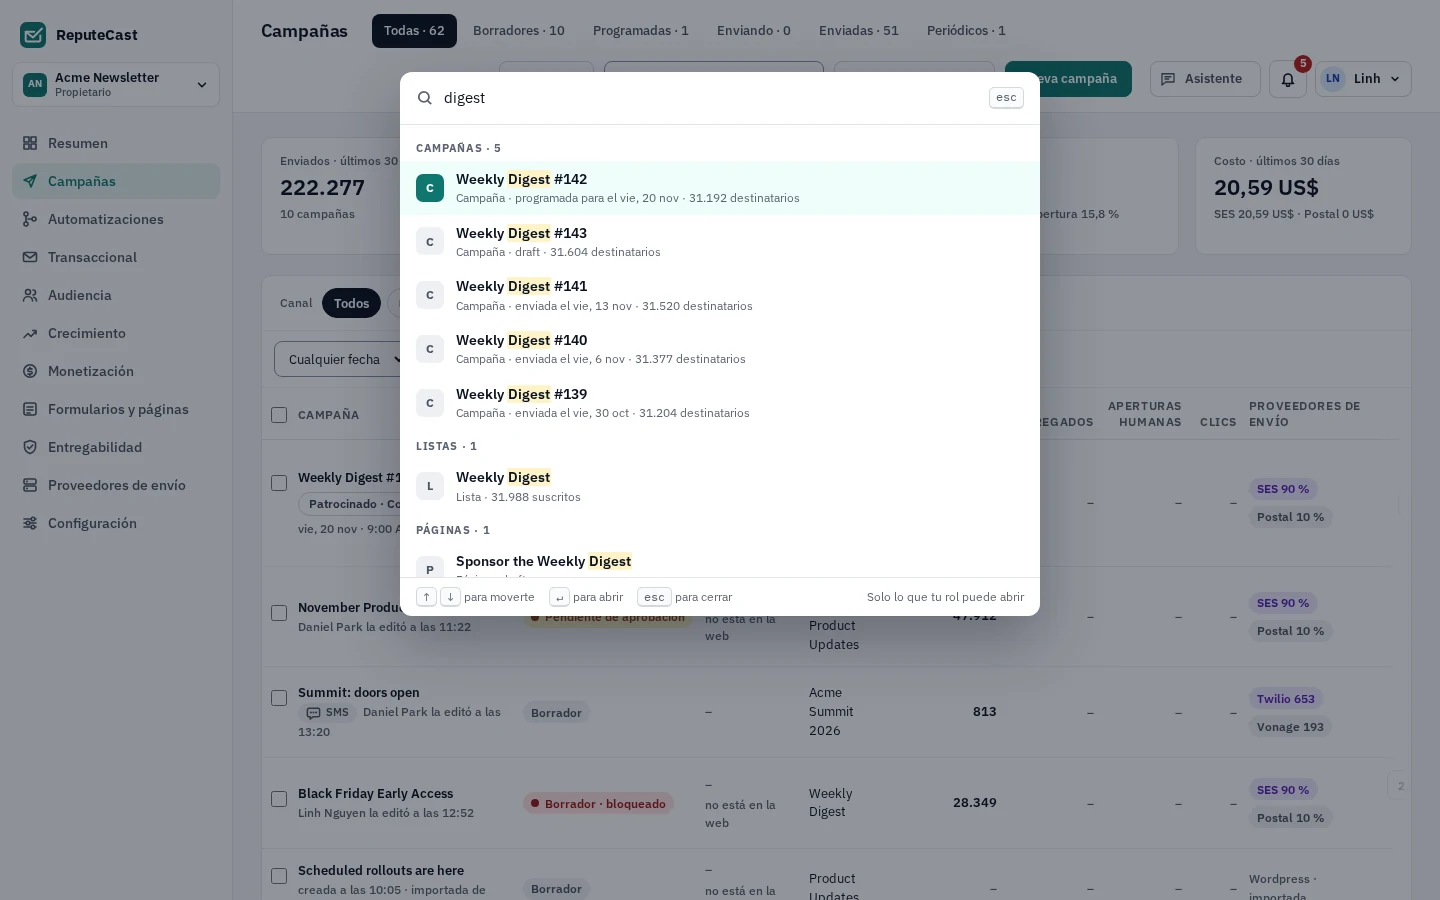 ReputeCast
AN
Acme Newsletter
Propietario
Resumen
Campañas
Automatizaciones
Transaccional
Audiencia
Crecimiento
Monetización
Formularios y páginas
Entregabilidad
Proveedores de envío
Configuración
Campañas
Todas · 62
Borradores · 10
Programadas · 1
Enviando · 0
Enviadas · 51
Periódicos · 1
campaña
Asistente
5
LN
Linh
digest
esc
CAMPAÑAS · 5
C
Weekly Digest #142
Campaña · programada para el vie, 20 nov · 31.192 destinatarios
C
Weekly Digest #143
Campaña · draft · 31.604 destinatarios
C
Weekly Digest #141
Campaña · enviada el vie, 13 nov · 31.520 destinatarios
C
Weekly Digest #140
Campaña · enviada el vie, 6 nov · 31.377 destinatarios
C
Weekly Digest #139
Campaña · enviada el vie, 30 oct · 31.204 destinatarios
LISTAS · 1
L
Weekly Digest
Lista · 31.988 suscritos
PÁGINAS · 1
P
Sponsor the Weekly Digest
↑ ↓ para moverte
↵ para abrir
esc para cerrar
Solo lo que tu rol puede abrir
Enviados · últimos 30
222.277
10 campañas
15,8 %
Costo · últimos 30 días
20,59 US$
SES 20,59 US$ · Postal 0 US$
Canal
Todos
Cualquier fecha
CAMPAÑA
APERTURAS HUMANAS
CLICS
PROVEEDORES DE ENVÍO
Weekly Digest
Patrocinado ·
vie, 20 nov · 9:00
–
–
SES 90 %
Postal 10 %
November
Daniel Park la editó a las 11:22
Pendiente de aprobación
no está en la web
Product Updates
47.912
–
–
–
SES 90 %
Postal 10 %
Summit: doors open
SMS
Daniel Park la editó a las 13:20
Borrador
–
Acme Summit 2026
813
–
–
–
Twilio 653
Vonage 193
Black Friday Early Access
Linh Nguyen la editó a las 12:52
Borrador · bloqueado
–
no está en la web
Weekly Digest
28.349
–
–
–
SES 90 %
Postal 10 %
2
Scheduled rollouts are here
creada a las 10:05 · importada de
Borrador
–
no está en la
Product Updates
–
–
–
–
Wordpress · importada